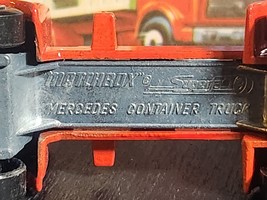 MATCHBOX® Superfast
MERCEDES CONTAINER TRUCK